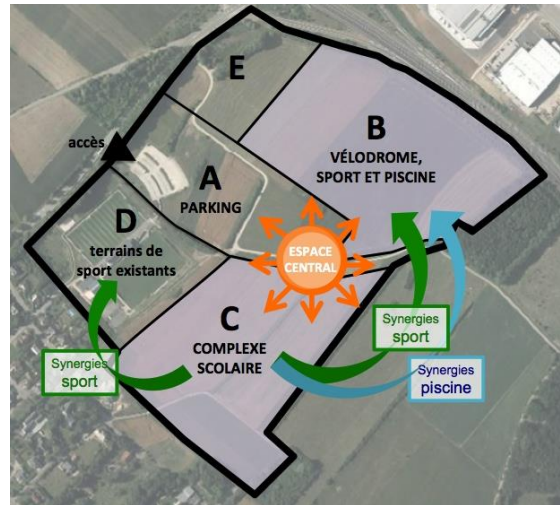 E
B
VÉLODROME,
SPORT ET PISCINE
accès
A
PARKING
D
terrains de
sport existants
ESPACE
CENTRAL
C
COMPLEXE
SCOLAIRE
Synergies
sport
Synergies
sport
Synergies
piscine